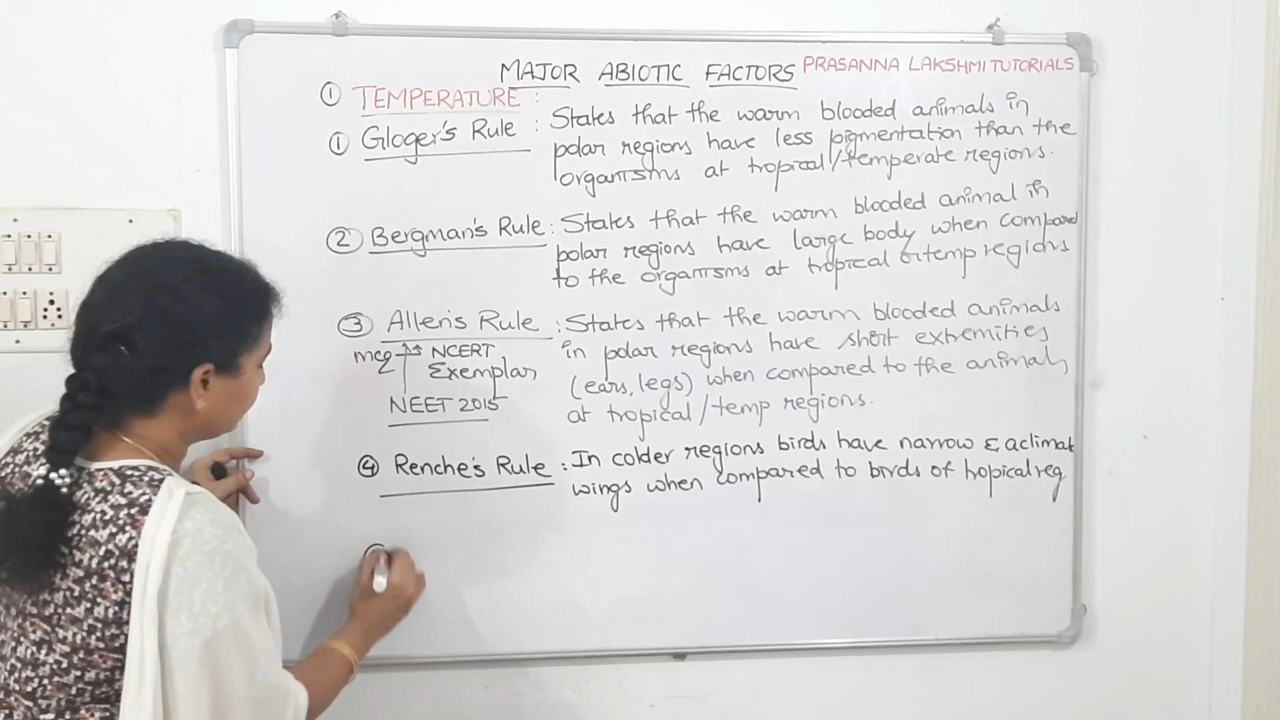 MAJOR ABIOTIC FACTORS PRASANNA LAKSHMI TUTORIALS
① TEMPERATURE :
① Gloger's Rule : States that the warm blooded animals in
polar regions have less pigmentation than the
organisms at tropical/temperate regions.
② Bergman's Rule : States that the warm blooded animal in
polar regions have large body when compared
to the organisms at tropical or temp regions
③ Allen's Rule : States that the warm blooded animals
in polar regions have short extremities
(ears, legs) when compared to the animals
at tropical/temp regions.
mcq NCERT
Exemplar
NEET 2015
④ Renche's Rule : In colder regions birds have narrow & aclimat
wings when compared to birds of tropical reg